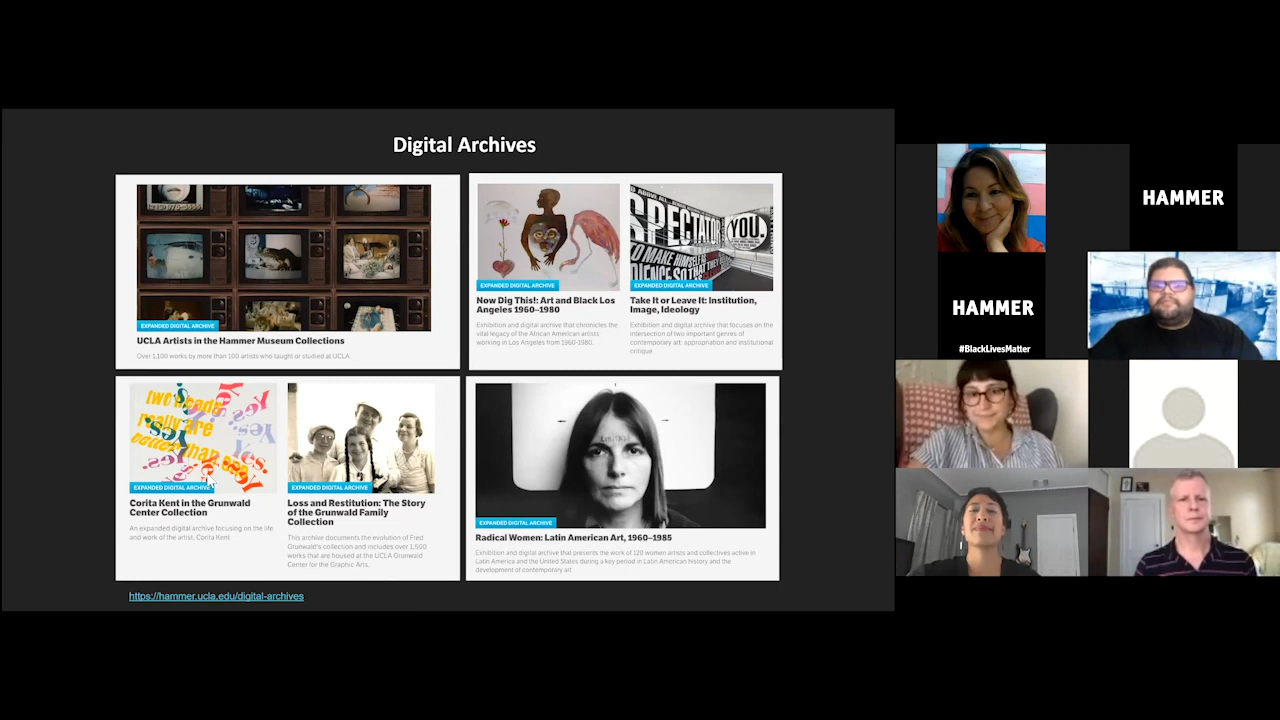 Digital Archives
EXPANDED DIGITAL ARCHIVE
UCLA Artists in the Hammer Museum Collections
Over 1,100 works by more than 100 artists who taught or studied at UCLA.
SPECTATOR
YOU.
TO MAKE HIMSELF
EXPANDED DIGITAL ARCHIVE
Now Dig This!: Art and Black Los
Angeles 1960–1980
Exhibition and digital archive that chronicles the
vital legacy of the African American artists
working in Los Angeles from 1960-1980.
EXPANDED DIGITAL ARCHIVE
Take It or Leave It: Institution,
Image, Ideology
Exhibition and digital archive that focuses on the
intersection of two important genres of
contemporary art: appropriation and institutional
critique
two heads
really are
better than one
Yes.
EXPANDED DIGITAL ARCHIVE
Corita Kent in the Grunwald
Center Collection
An expanded digital archive focusing on the life
and work of the artist, Corita Kent
EXPANDED DIGITAL ARCHIVE
Loss and Restitution: The Story
of the Grunwald Family
Collection
This archive documents the evolution of Fred
Grunwald's collection and includes over 1,500
works that are housed at the UCLA Grunwald
Center for the Graphic Arts.
EXPANDED DIGITAL ARCHIVE
Radical Women: Latin American Art, 1960–1985
Exhibition and digital archive that presents the work of 120 women artists and collectives active in
Latin America and the United States during a key period in Latin American history and the
development of contemporary art
https://hammer.ucla.edu/digital-archives
HAMMER
HAMMER
#BlackLivesMatter